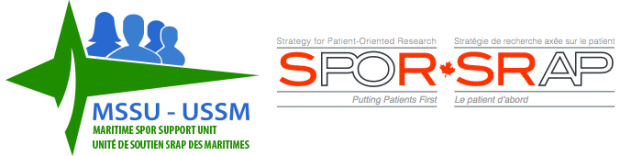 MSSU - USSM
MARITIME SPOR SUPPORT UNIT
UNITÉ DE SOUTIEN SRAP DES MARITIMES
Strategy for Patient-Oriented Research
SPOR
Putting Patients First
Stratégie de recherche axée sur le patient
SRAP
Le patient d'abord